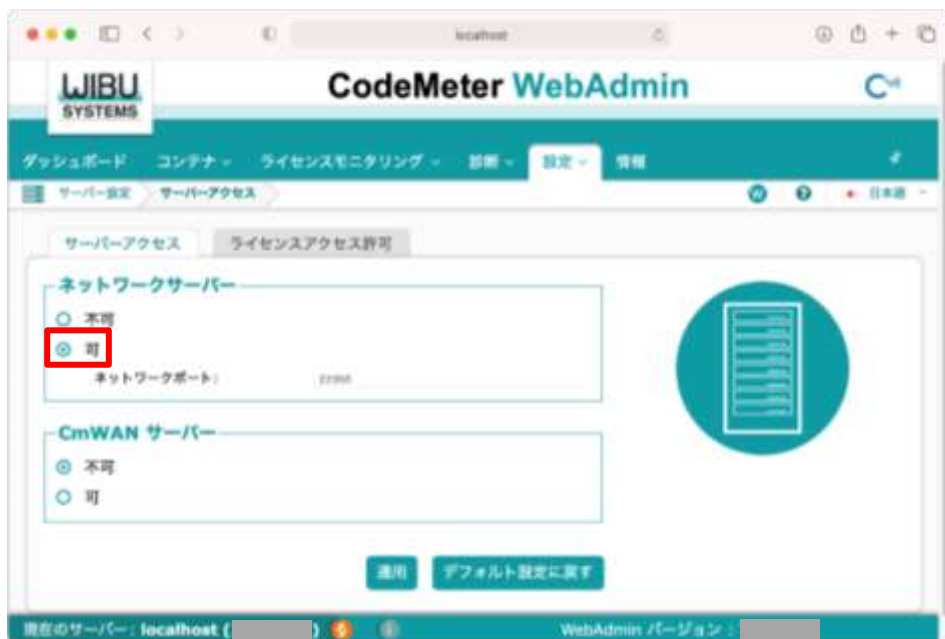 localhost
WIBU
SYSTEMS
CodeMeter WebAdmin
ダッシュボード コンテナ ライセンスモニタリング 診断 設定 情報
サーバー設定 サーバーアクセス
W ? 日本語
サーバーアクセス ライセンスアクセス許可
ネットワークサーバー
不可
可
ネットワークポート: 22350
CmWAN サーバー
不可
可
適用 デフォルト設定に戻す
現在のサーバー: localhost ( ) WebAdmin バージョン :